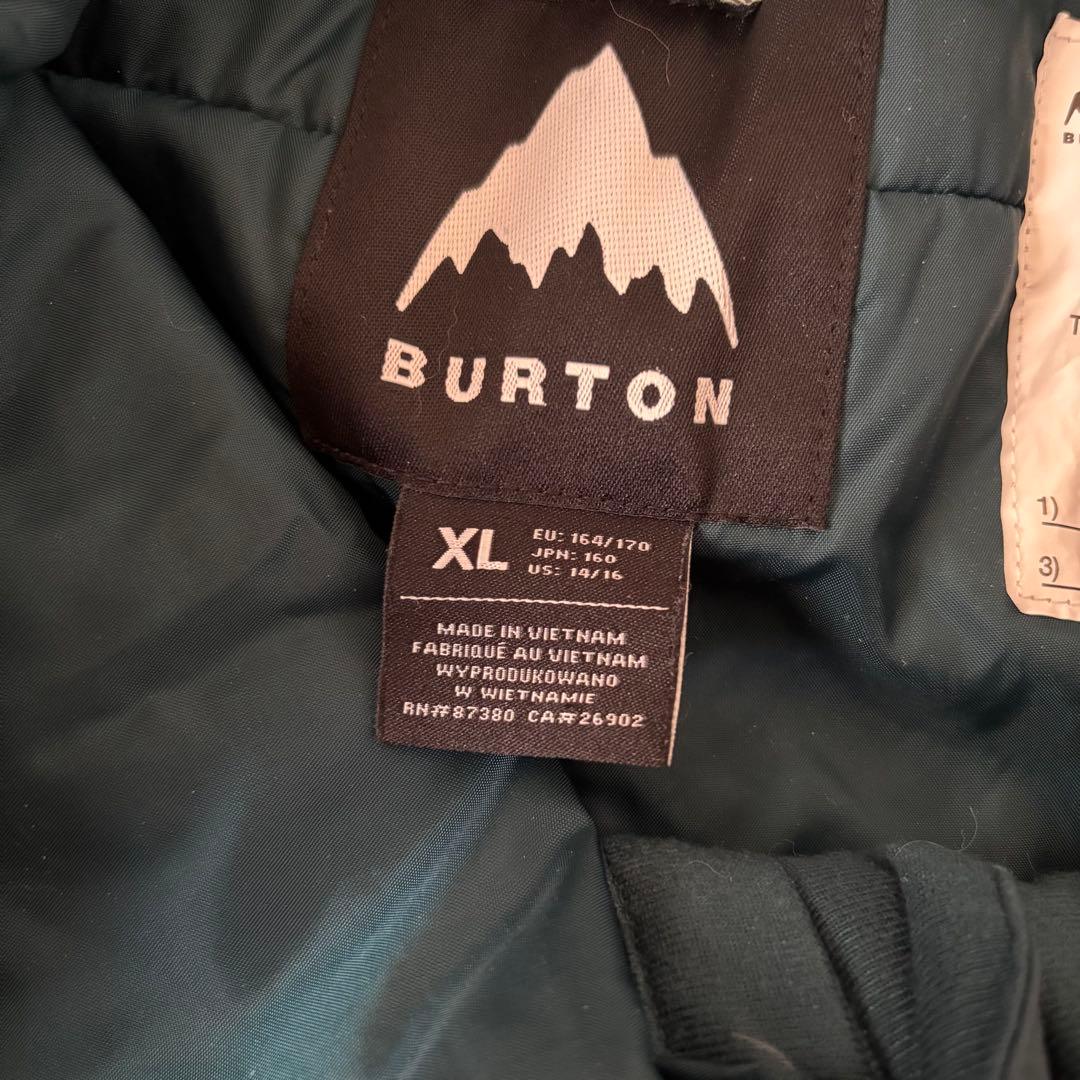 BURTON
XL
EU: 164/170
JPN: 160
US: 14/16
MADE IN VIETNAM
FABRIQUÉ AU VIETNAM
WYPRODUKOWANO
W WIETNAMIE
RN#87380 CA#26902
1)
3)